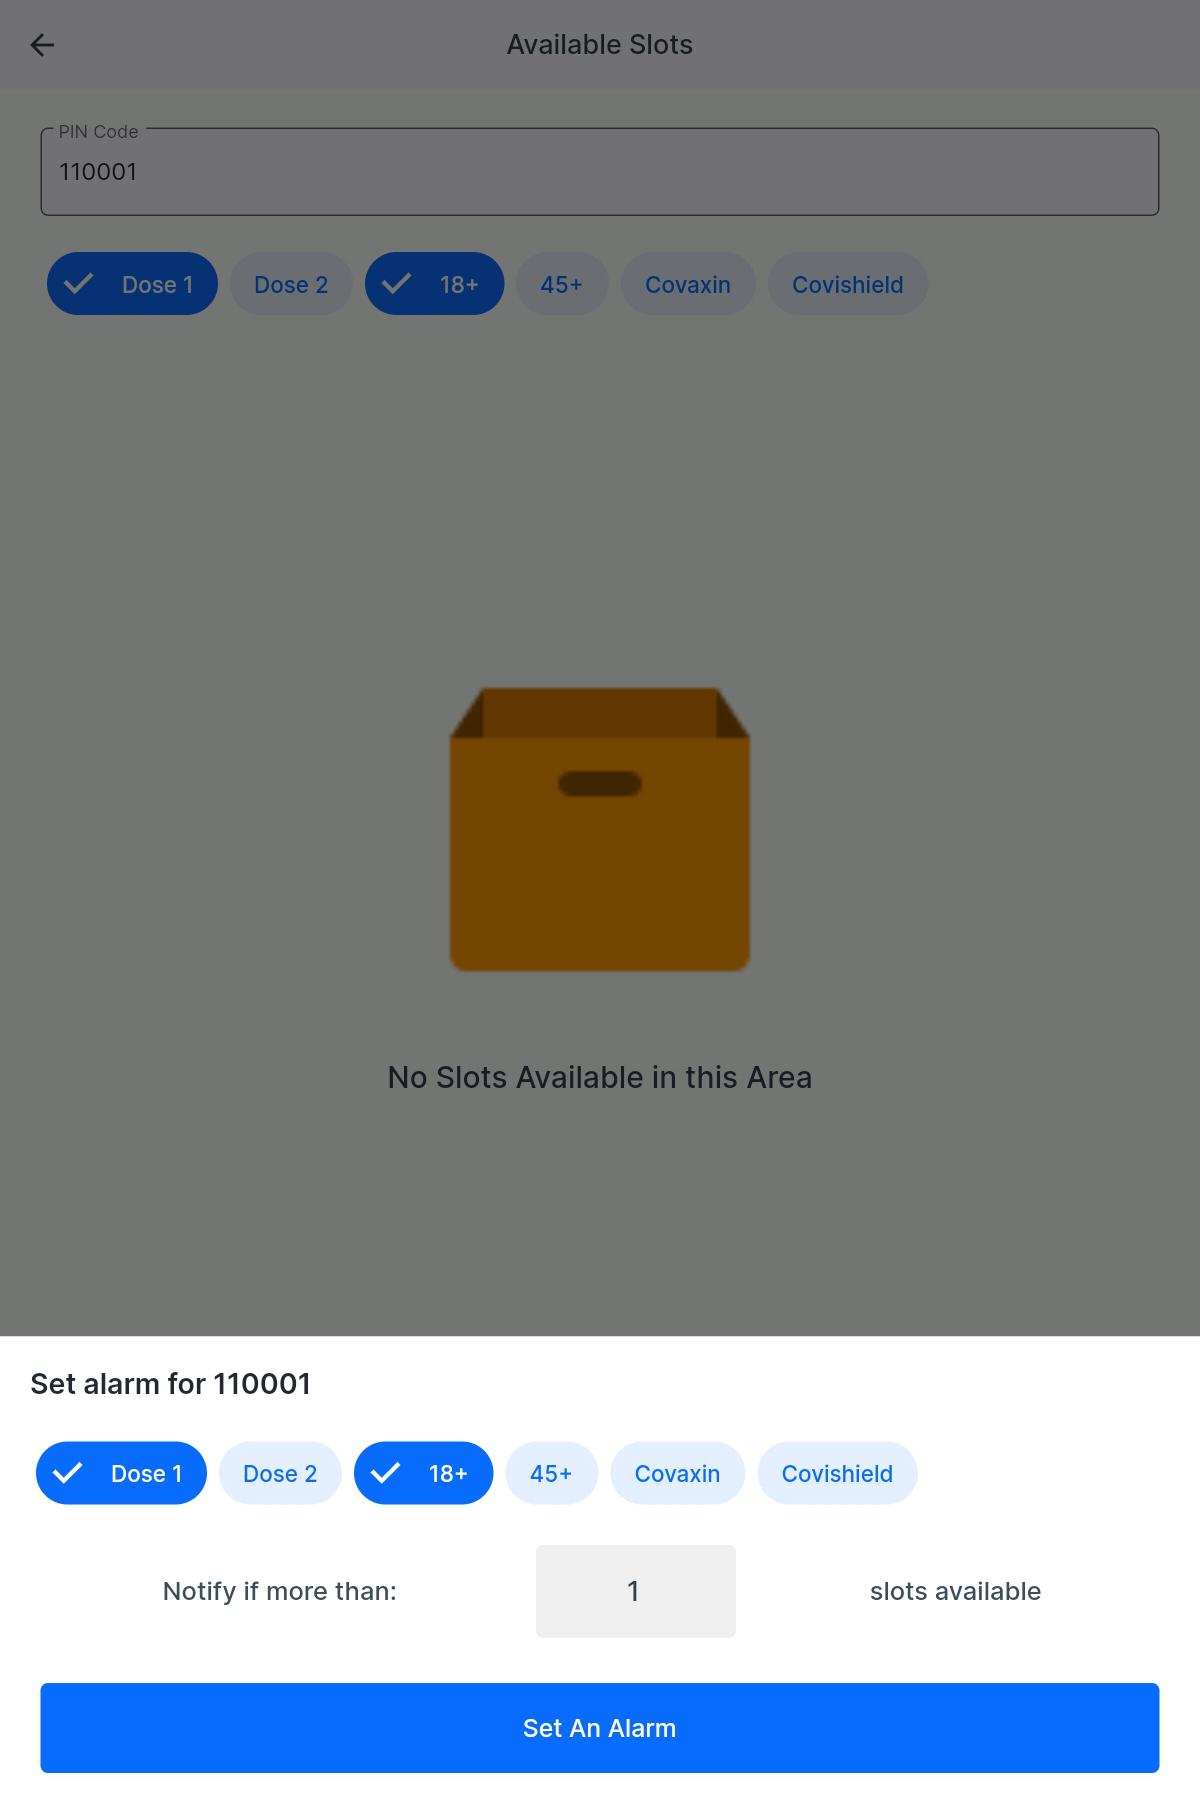 Available Slots
PIN Code
110001
Dose 1 Dose 2 18+ 45+ Covaxin Covishield
No Slots Available in this Area
Set alarm for 110001
Dose 1 Dose 2 18+ 45+ Covaxin Covishield
Notify if more than: 1 slots available
Set An Alarm